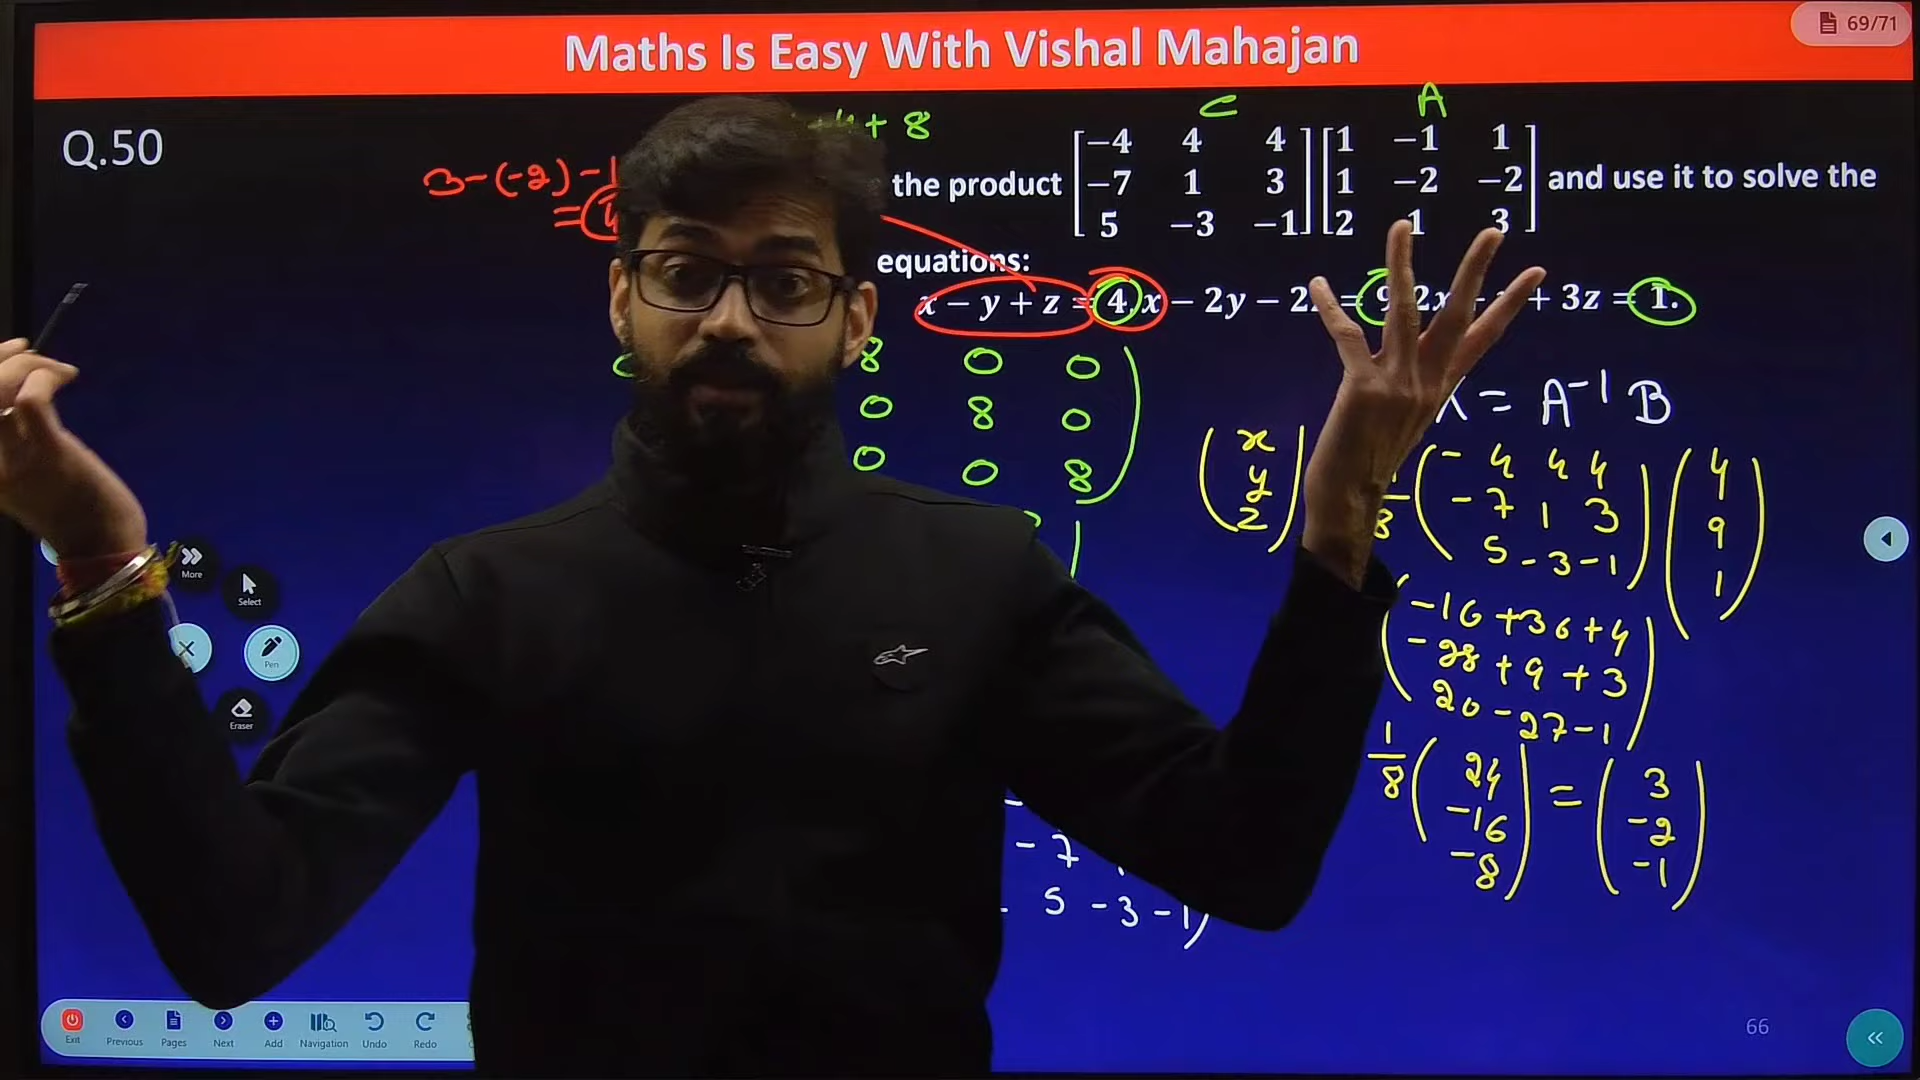 69/71
Maths Is Easy With Vishal Mahajan
Q.50
+ 8
C
A
3-(-2)-1
=
the product [−4 4 4] [1 −1 1] and use it to solve the
[−7 1 3] [1 −2 −2]
[5 −3 −1] [2 1 3]
equations:
x − y + z = 4, x − 2y − 2 = 9 2x + 3z = 1.
8 0 0
0 8 0
0 0 8
X = A⁻¹ B
(x y z)
1/8 (-4 4 4) (4)
(-7 1 3) (9)
(5 -3 -1) (1)
(-16+36+4)
(-28+9+3)
(20-27-1)
1/8 (24) = (3)
(-16) (-2)
(-8) (-1)
-7
5 -3 -1)
More
Select
Pen
Eraser
Exit Previous Pages Next Add Navigation Undo Redo
66